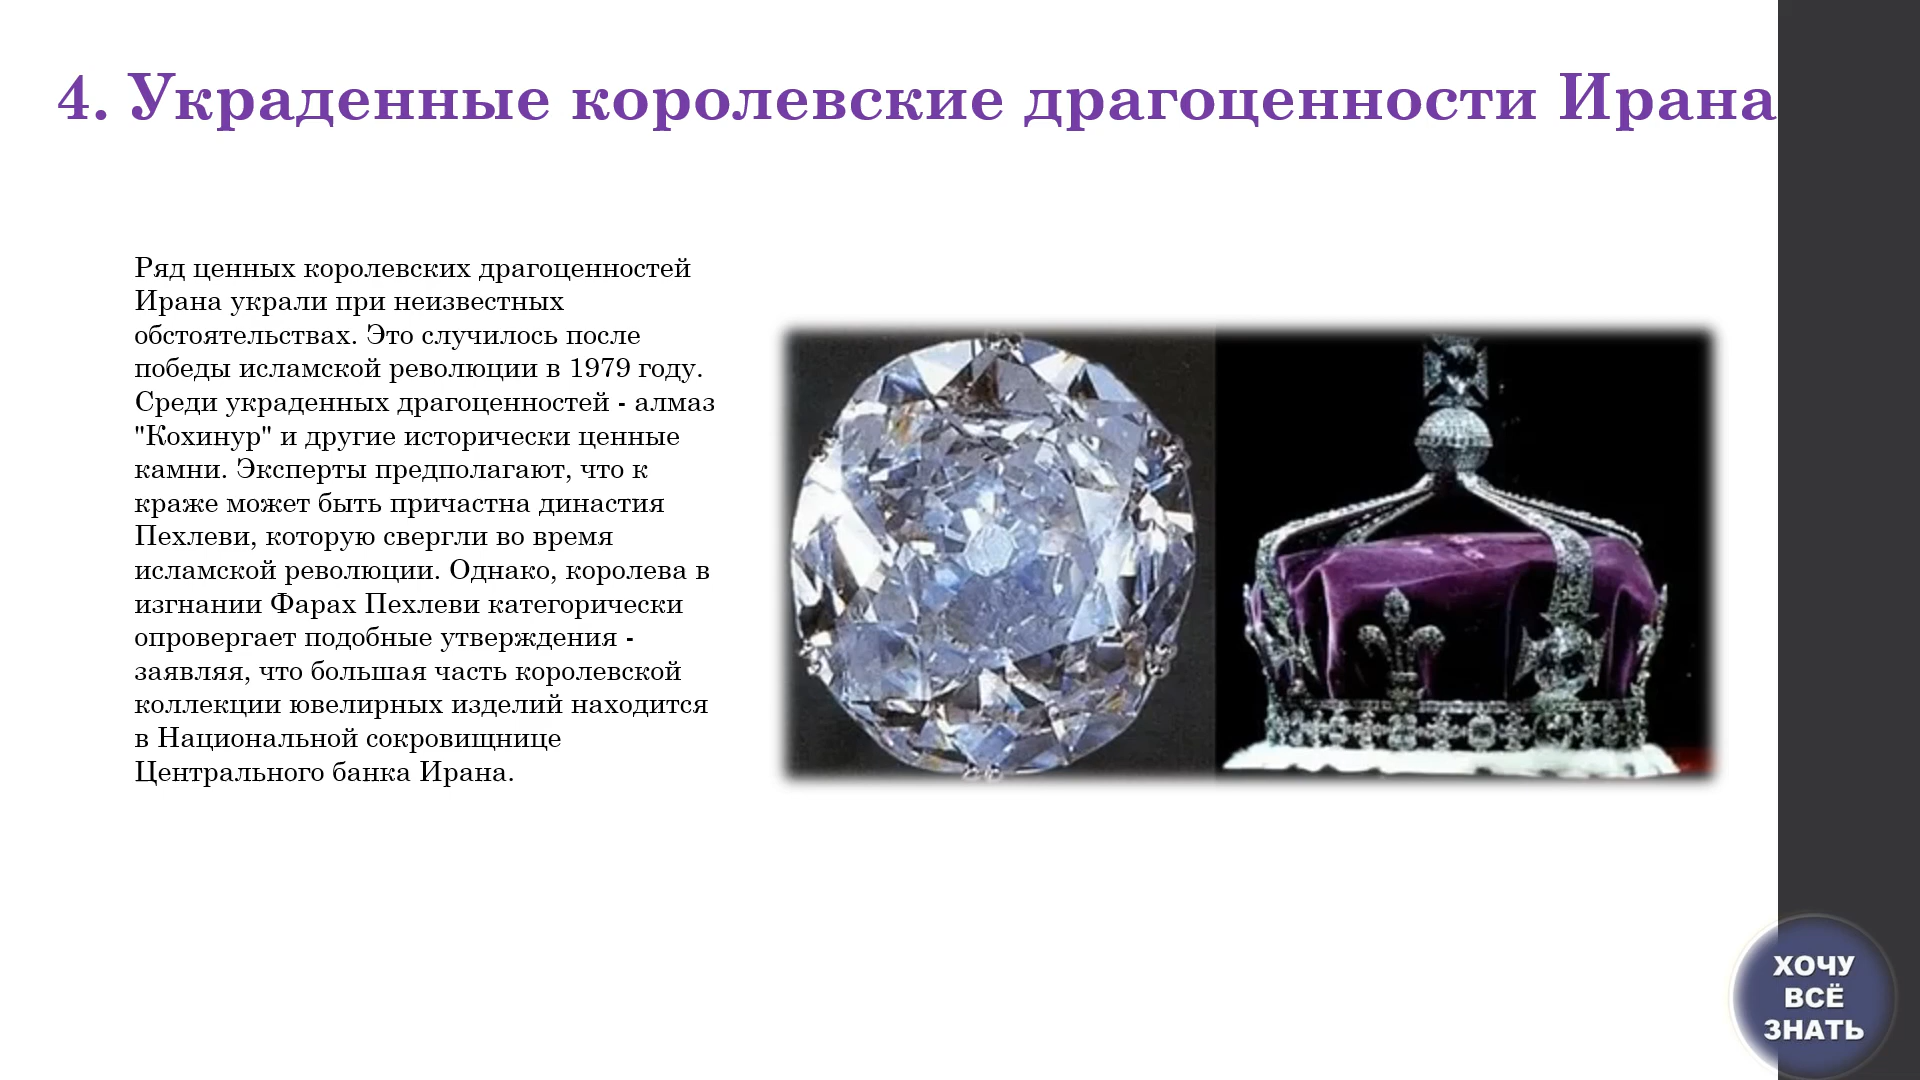 4. Украденные королевские драгоценности Ирана
Ряд ценных королевских драгоценностей
Ирана украли при неизвестных
обстоятельствах. Это случилось после
победы исламской революции в 1979 году.
Среди украденных драгоценностей - алмаз
"Кохинур" и другие исторически ценные
камни. Эксперты предполагают, что к
краже может быть причастна династия
Пехлеви, которую свергли во время
исламской революции. Однако, королева в
изгнании Фарах Пехлеви категорически
опровергает подобные утверждения -
заявляя, что большая часть королевской
коллекции ювелирных изделий находится
в Национальной сокровищнице
Центрального банка Ирана.
ХОЧУ
ВСЁ
ЗНАТЬ